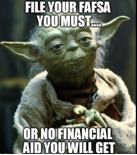 FILE YOUR FAFSA
YOU MUST....
OR NO FINANCIAL
AID YOU WILL GET